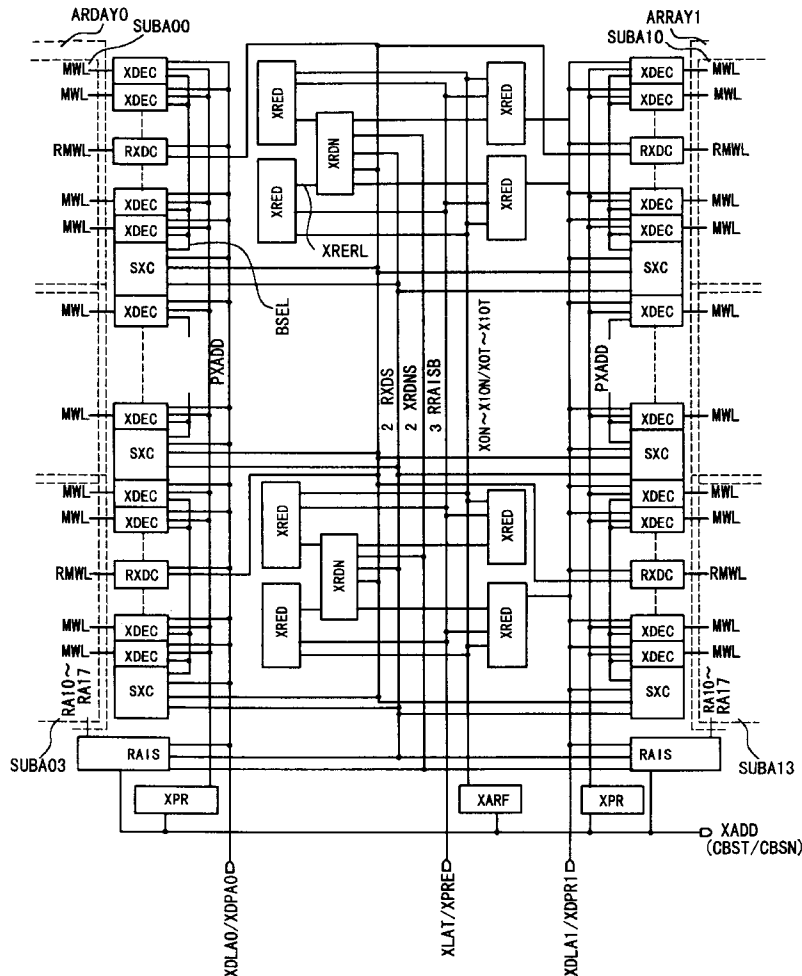 ARDAY0
SUBA00
ARRAY1
SUBA10
MWL
XDEC
XRED
XRED
XDEC
MWL
MWL
XDEC
XDEC
MWL
XRDN
RMWL
RXDC
RXDC
RMWL
XRED
XRED
MWL
XDEC
XDEC
MWL
MWL
XDEC
XDEC
MWL
XRERL
SXC
SXC
BSEL
MWL
XDEC
XDEC
MWL
PXADD
2 RXDS
2 XRDNS
3 RRAISB
X0N~X10N/X0T~X10T
PXADD
MWL
XDEC
XDEC
MWL
SXC
SXC
MWL
XDEC
XRED
XRED
XDEC
MWL
MWL
XDEC
XDEC
MWL
XRDN
RMWL
RXDC
RXDC
RMWL
XRED
XRED
MWL
XDEC
XDEC
MWL
MWL
XDEC
XDEC
MWL
RA10~
RA17
SXC
SXC
RA10~
RA17
SUBA03
RAIS
RAIS
SUBA13
XPR
XARF
XPR
XADD
(CBST/CBSN)
XDLA0/XDPA0
XLAT/XPRE
XDLA1/XDPR1